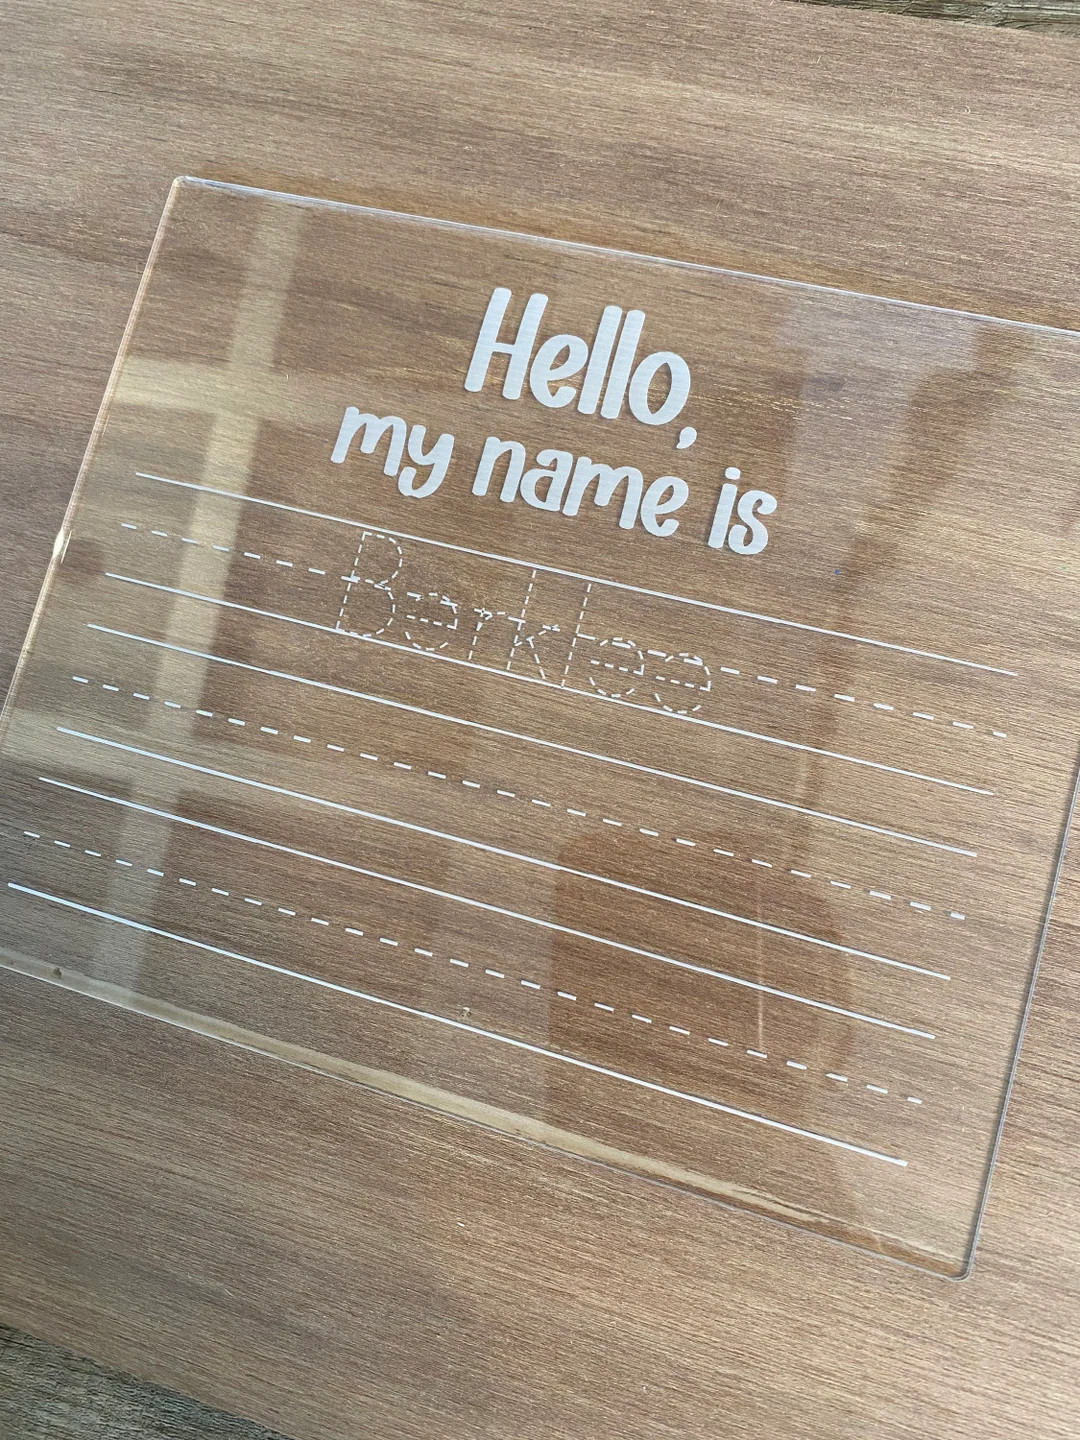 Hello,
my name is
Berklee